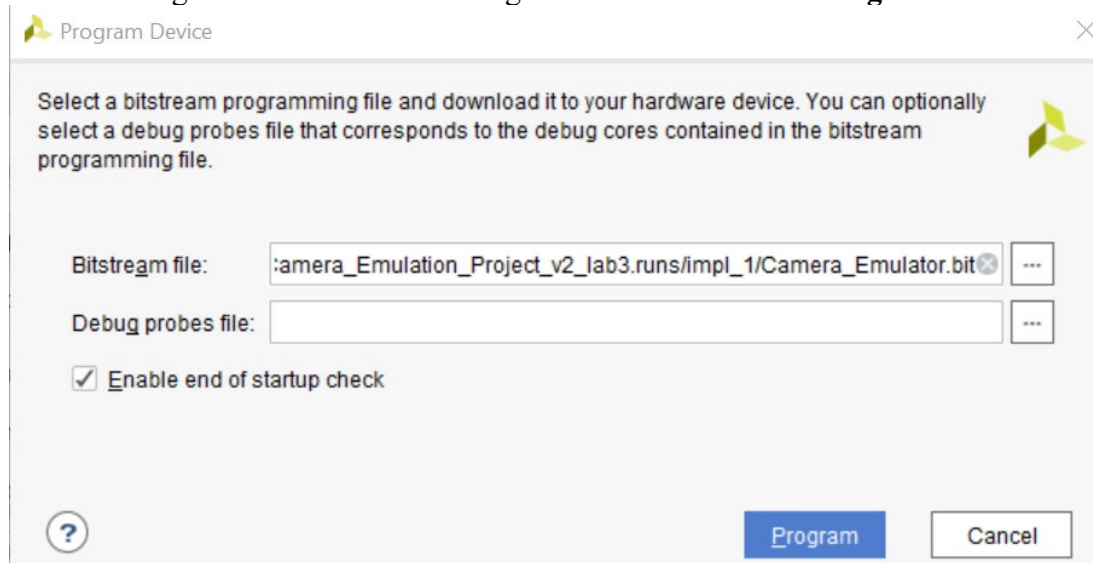 Program Device
Select a bitstream programming file and download it to your hardware device. You can optionally
select a debug probes file that corresponds to the debug cores contained in the bitstream
programming file.
Bitstream file: :amera_Emulation_Project_v2_lab3.runs/impl_1/Camera_Emulator.bit ...
Debug probes file: ...
Enable end of startup check
?
Program Cancel